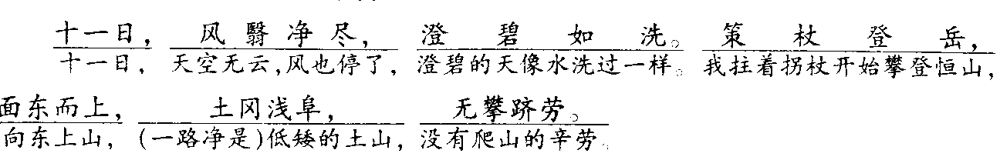 十一日，风翳净尽，澄碧如洗。策杖登岳，
十一日，天空无云，风也停了，澄碧的天像水洗过一样。我拄着拐杖开始攀登恒山，
面东而上，土冈浅阜，无攀跻劳。
向东上山，(一路净是)低矮的土山，没有爬山的辛劳。